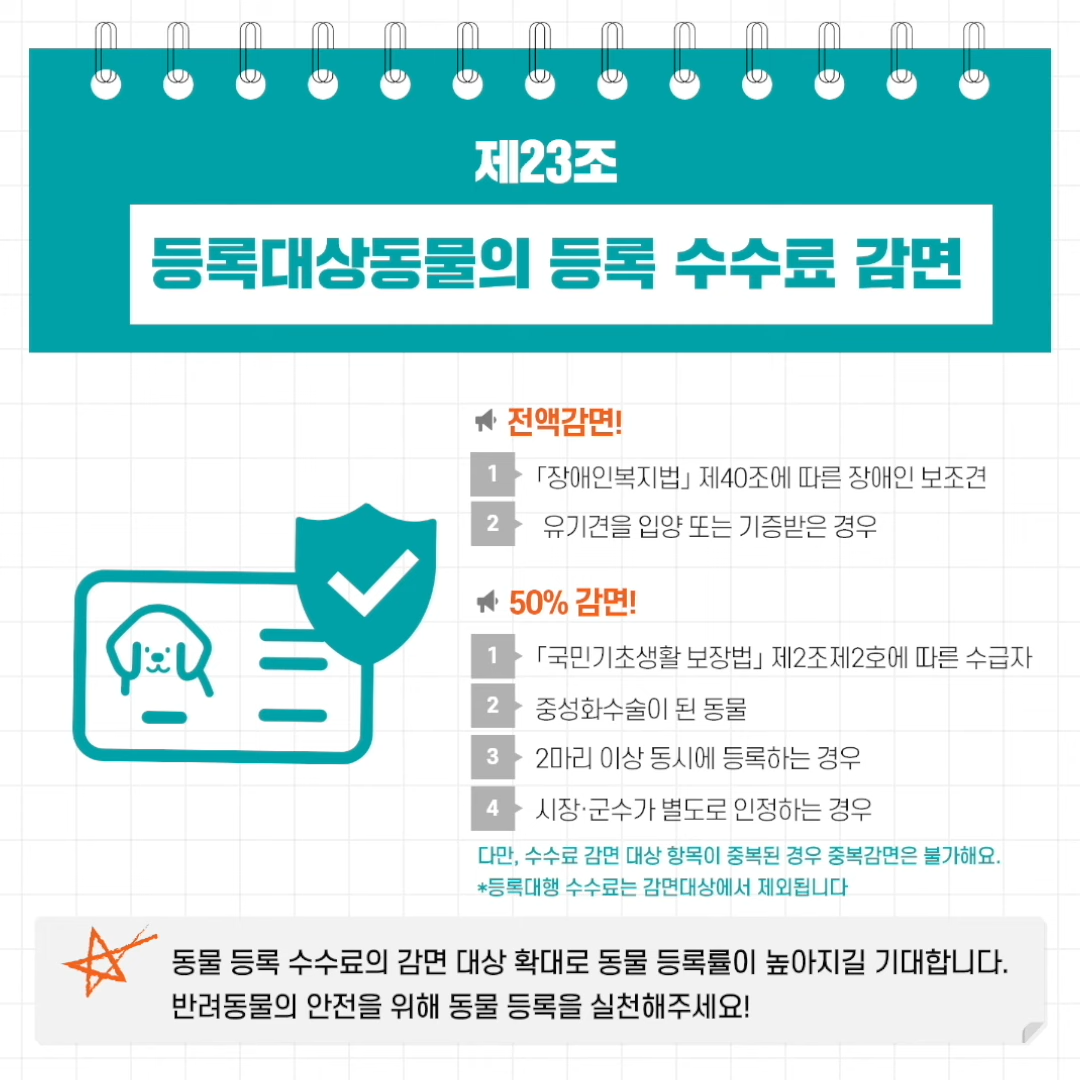 제23조
등록대상동물의 등록 수수료 감면
전액감면!
1 「장애인복지법」 제40조에 따른 장애인 보조견
2 유기견을 입양 또는 기증받은 경우
50% 감면!
1 「국민기초생활 보장법」 제2조제2호에 따른 수급자
2 중성화수술이 된 동물
3 2마리 이상 동시에 등록하는 경우
4 시장·군수가 별도로 인정하는 경우
다만, 수수료 감면 대상 항목이 중복된 경우 중복감면은 불가해요.
*등록대행 수수료는 감면대상에서 제외됩니다
동물 등록 수수료의 감면 대상 확대로 동물 등록률이 높아지길 기대합니다.
반려동물의 안전을 위해 동물 등록을 실천해주세요!